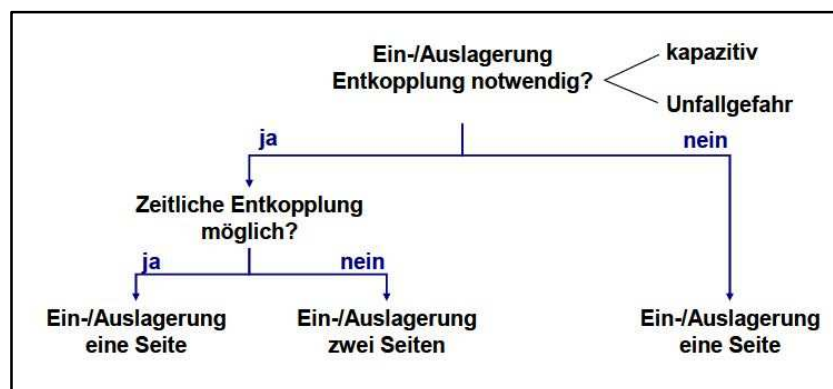 Ein-/Auslagerung
Entkopplung notwendig?
kapazitiv
Unfallgefahr
ja
nein
Zeitliche Entkopplung
möglich?
ja
nein
Ein-/Auslagerung
eine Seite
Ein-/Auslagerung
zwei Seiten
Ein-/Auslagerung
eine Seite